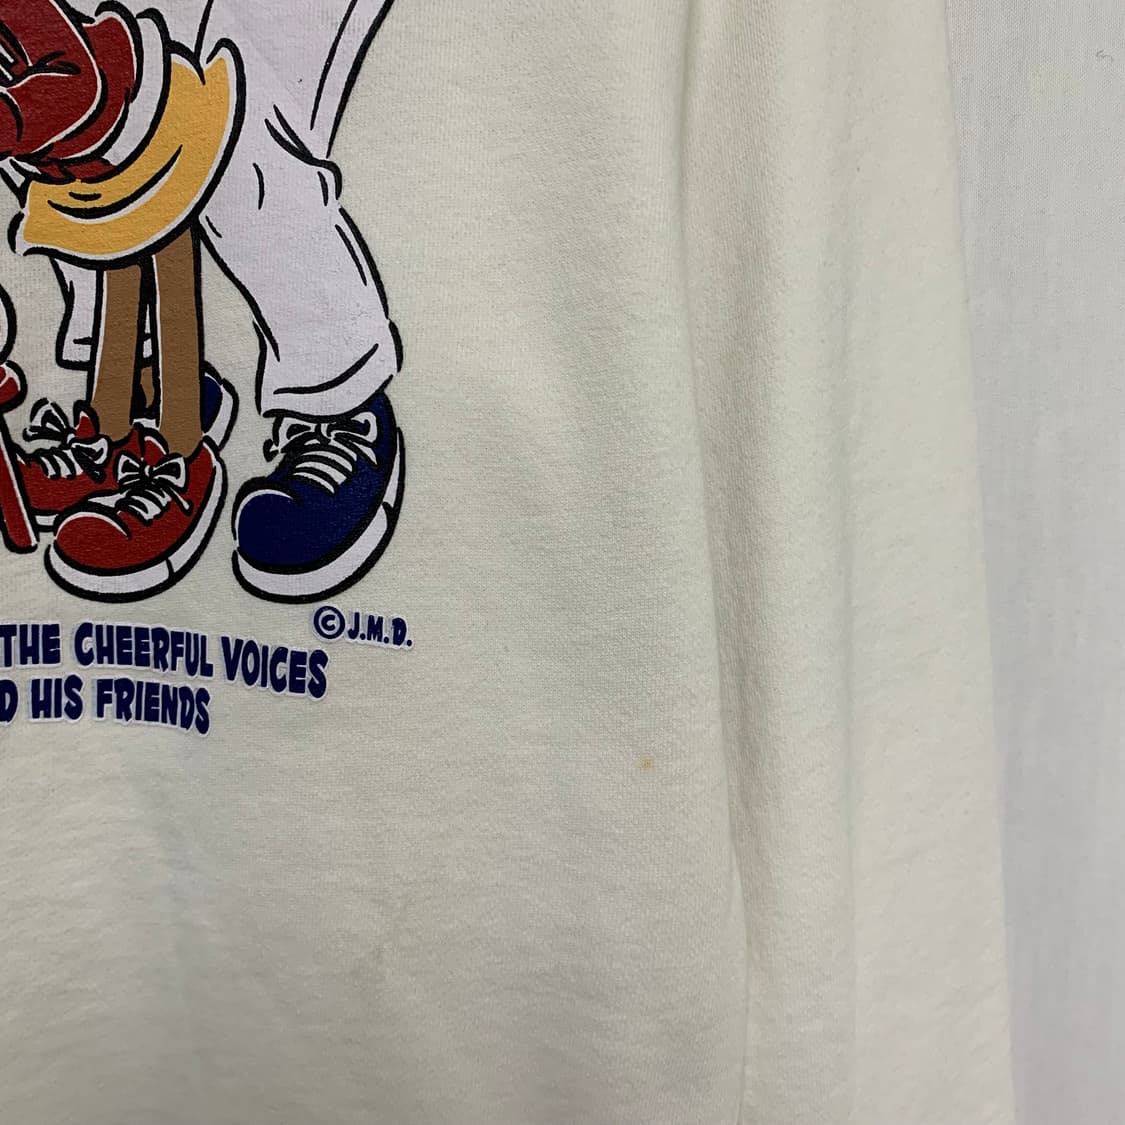 © J.M.D.
THE CHEERFUL VOICES
HIS FRIENDS